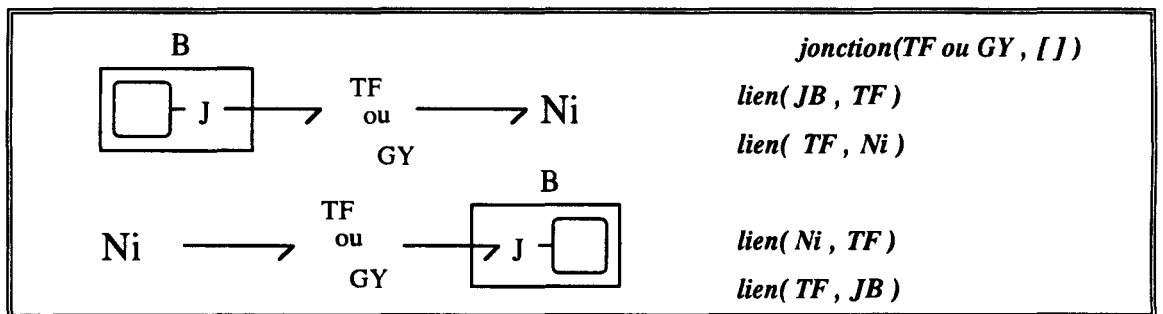 B
jonction(TF ou GY , [ ] )
J
TF
ou
GY
Ni
lien( JB , TF )
lien( TF , Ni )
B
Ni
TF
ou
GY
J
lien( Ni , TF )
lien( TF , JB )